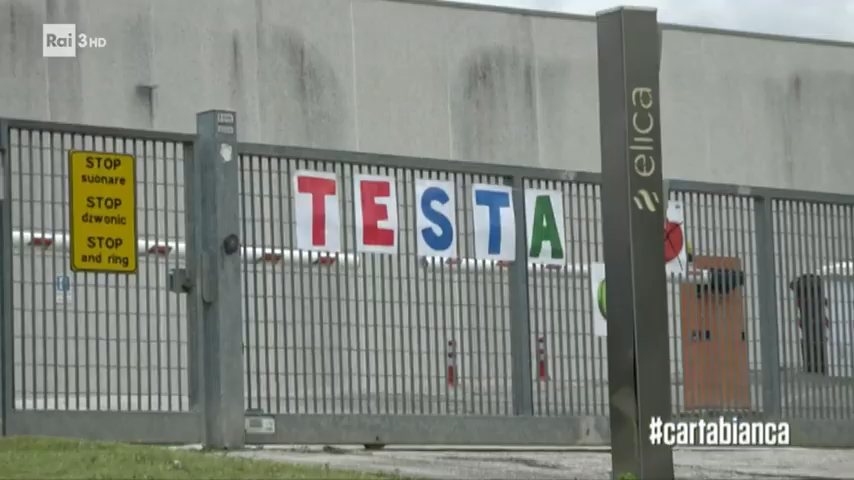 Rai 3 HD
STOP
suonare
STOP
dzwonic
STOP
and ring
TESTA
elica
#cartabianca